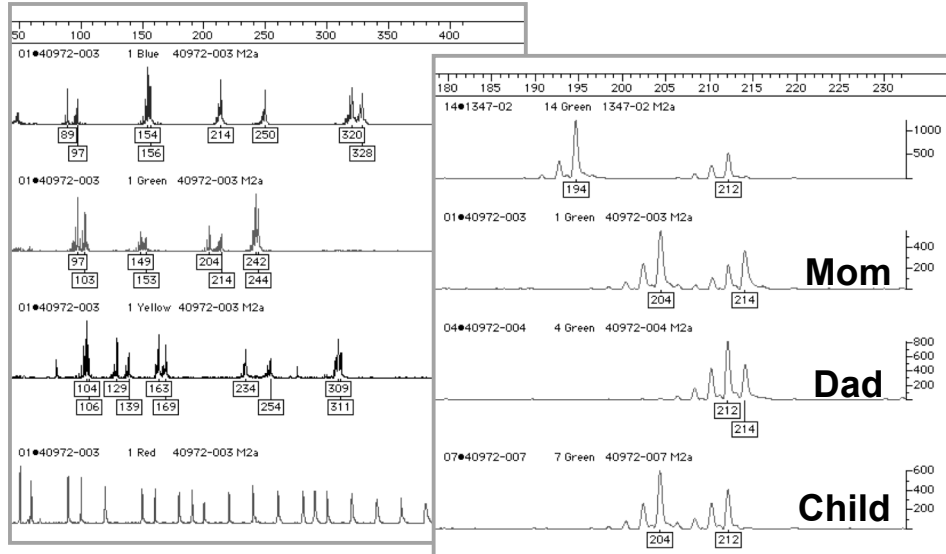 50 100 150 200 250 300 350 400
01●40972-003 1 Blue 40972-003 M2a
89 154 214 250 320
97 156 328
01●40972-003 1 Green 40972-003 M2a
97 149 204 242
103 153 214 244
01●40972-003 1 Yellow 40972-003 M2a
104 129 163 234 309
106 139 169 254 311
01●40972-003 1 Red 40972-003 M2a
180 185 190 195 200 205 210 215 220 225 230
14●1347-02 14 Green 1347-02 M2a
1000
500
194 212
01●40972-003 1 Green 40972-003 M2a
400
200
Mom
204 214
04●40972-004 4 Green 40972-004 M2a
800
600
400
200
Dad
212
214
07●40972-007 7 Green 40972-007 M2a
600
400
200
0
Child
204 212